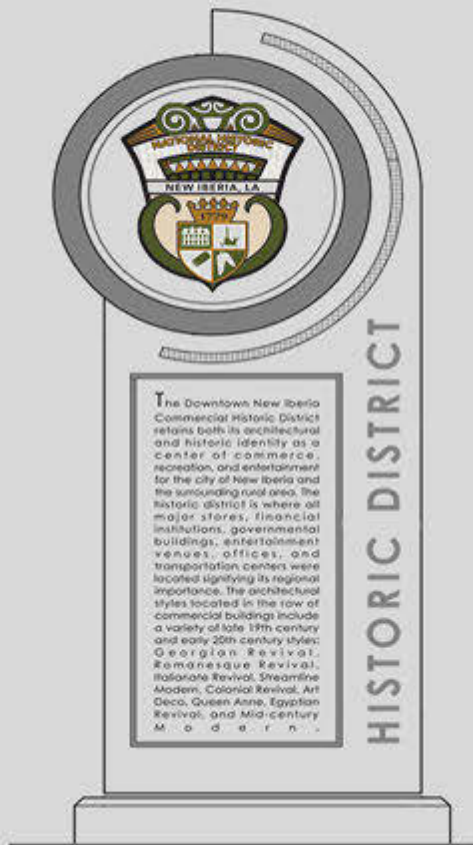 NATIONAL HISTORIC
DISTRICT
NEW IBERIA, LA
1779
The Downtown New Iberia
Commercial Historic District
retains both its architectural
and historic identity as a
center of commerce,
recreation, and entertainment
for the city of New Iberia and
the surrounding rural area. The
historic district is where all
major stores, financial
institutions, governmental
buildings, entertainment
venues, offices, and
transportation centers were
located signifying its regional
importance. The architectural
styles located in the row of
commercial buildings include
a variety of late 19th century
and early 20th century styles:
Georgian Revival,
Romanesque Revival,
Italianate Revival, Streamline
Modern, Colonial Revival, Art
Deco, Queen Anne, Egyptian
Revival, and Mid-century
Modern.
HISTORIC DISTRICT